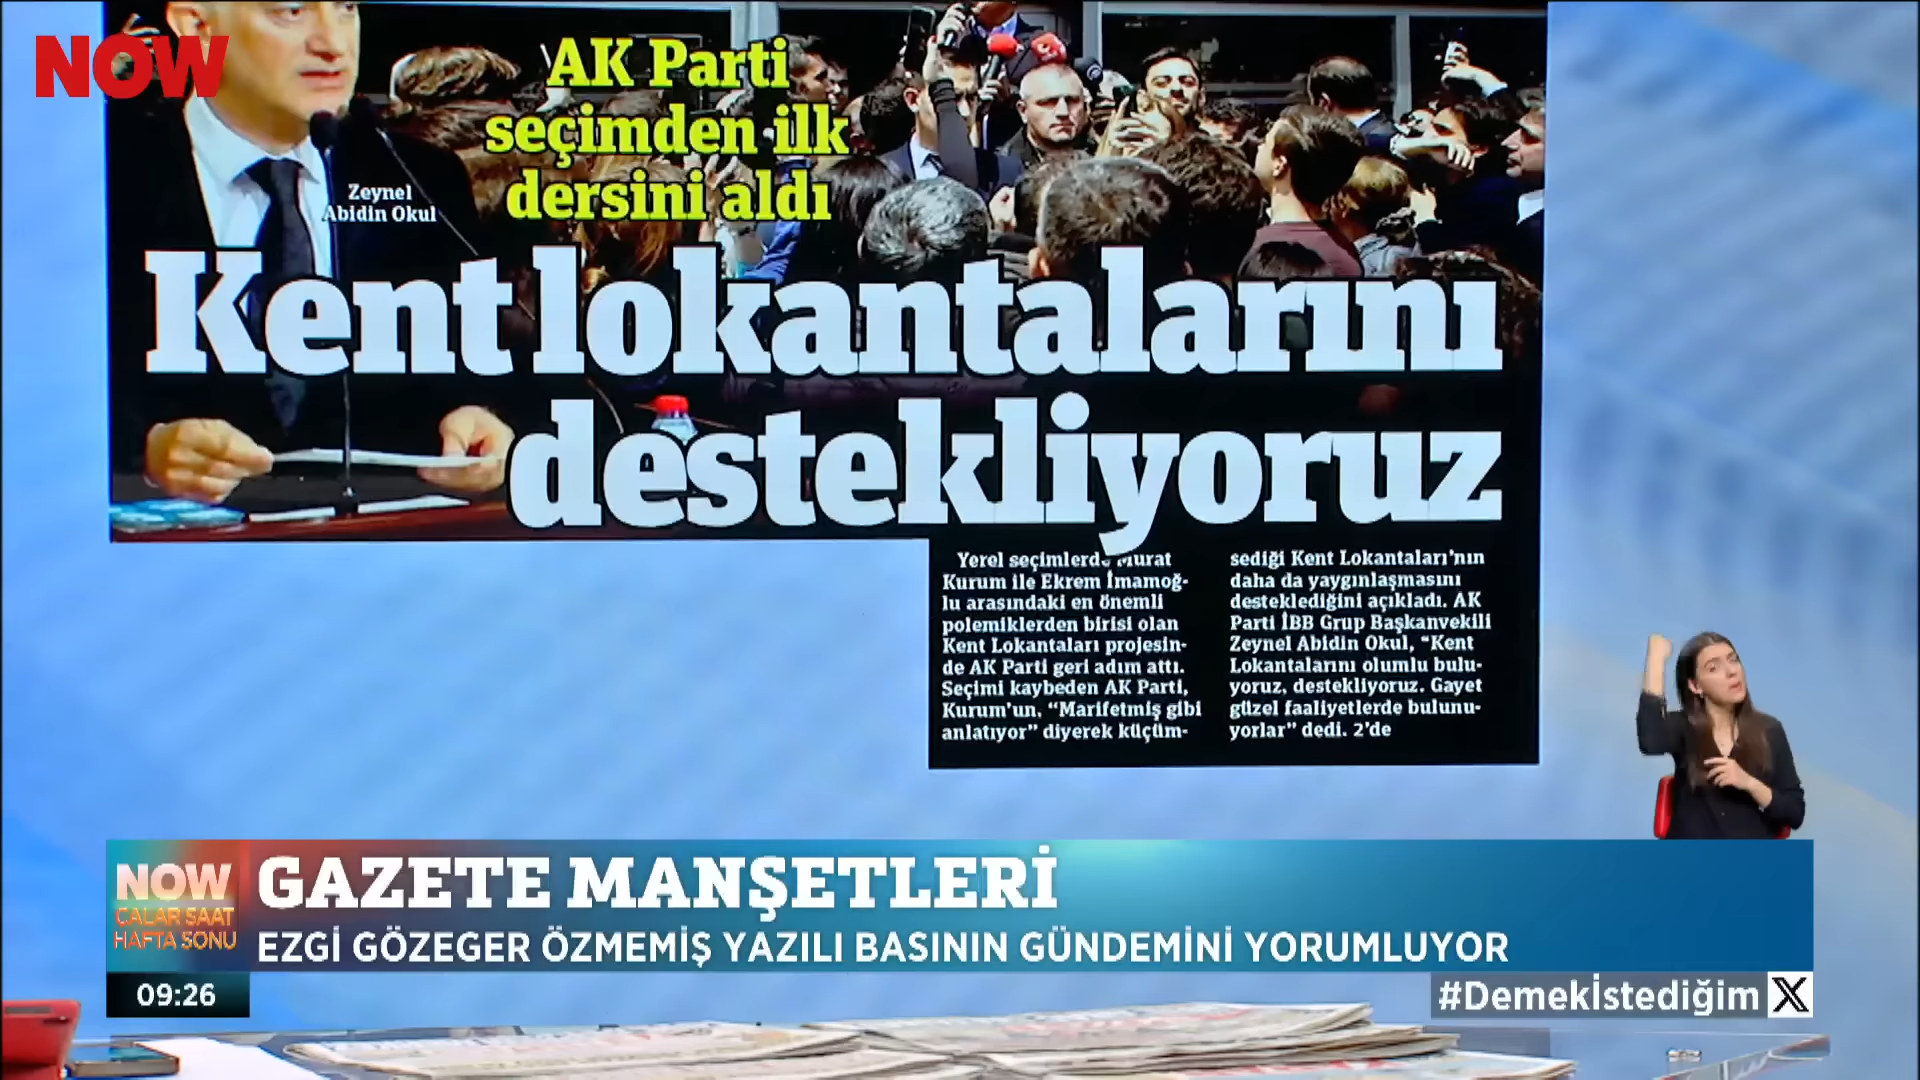 NOW
AK Parti
seçimden ilk
dersini aldı
Zeynel
Abidin Okul
Kent lokantalarını
destekliyoruz
Yerel seçimlerde Murat
Kurum ile Ekrem İmamoğ-
lu arasındaki en önemli
polemiklerden birisi olan
Kent Lokantaları projesin-
de AK Parti geri adım attı.
Seçimi kaybeden AK Parti,
Kurum'un, “Marifetmiş gibi
anlatıyor” diyerek küçüm-
sediği Kent Lokantaları'nın
daha da yaygınlaşmasını
desteklediğini açıkladı. AK
Parti İBB Grup Başkanvekili
Zeynel Abidin Okul, “Kent
Lokantalarını olumlu bulu-
yoruz, destekliyoruz. Gayet
güzel faaliyetlerde bulunu-
yorlar” dedi. 2'de
NOW
ÇALAR SAAT
HAFTA SONU
GAZETE MANŞETLERİ
EZGİ GÖZEGER ÖZMEMİŞ YAZILI BASININ GÜNDEMİNİ YORUMLUYOR
09:26
#Demekİstediğim X